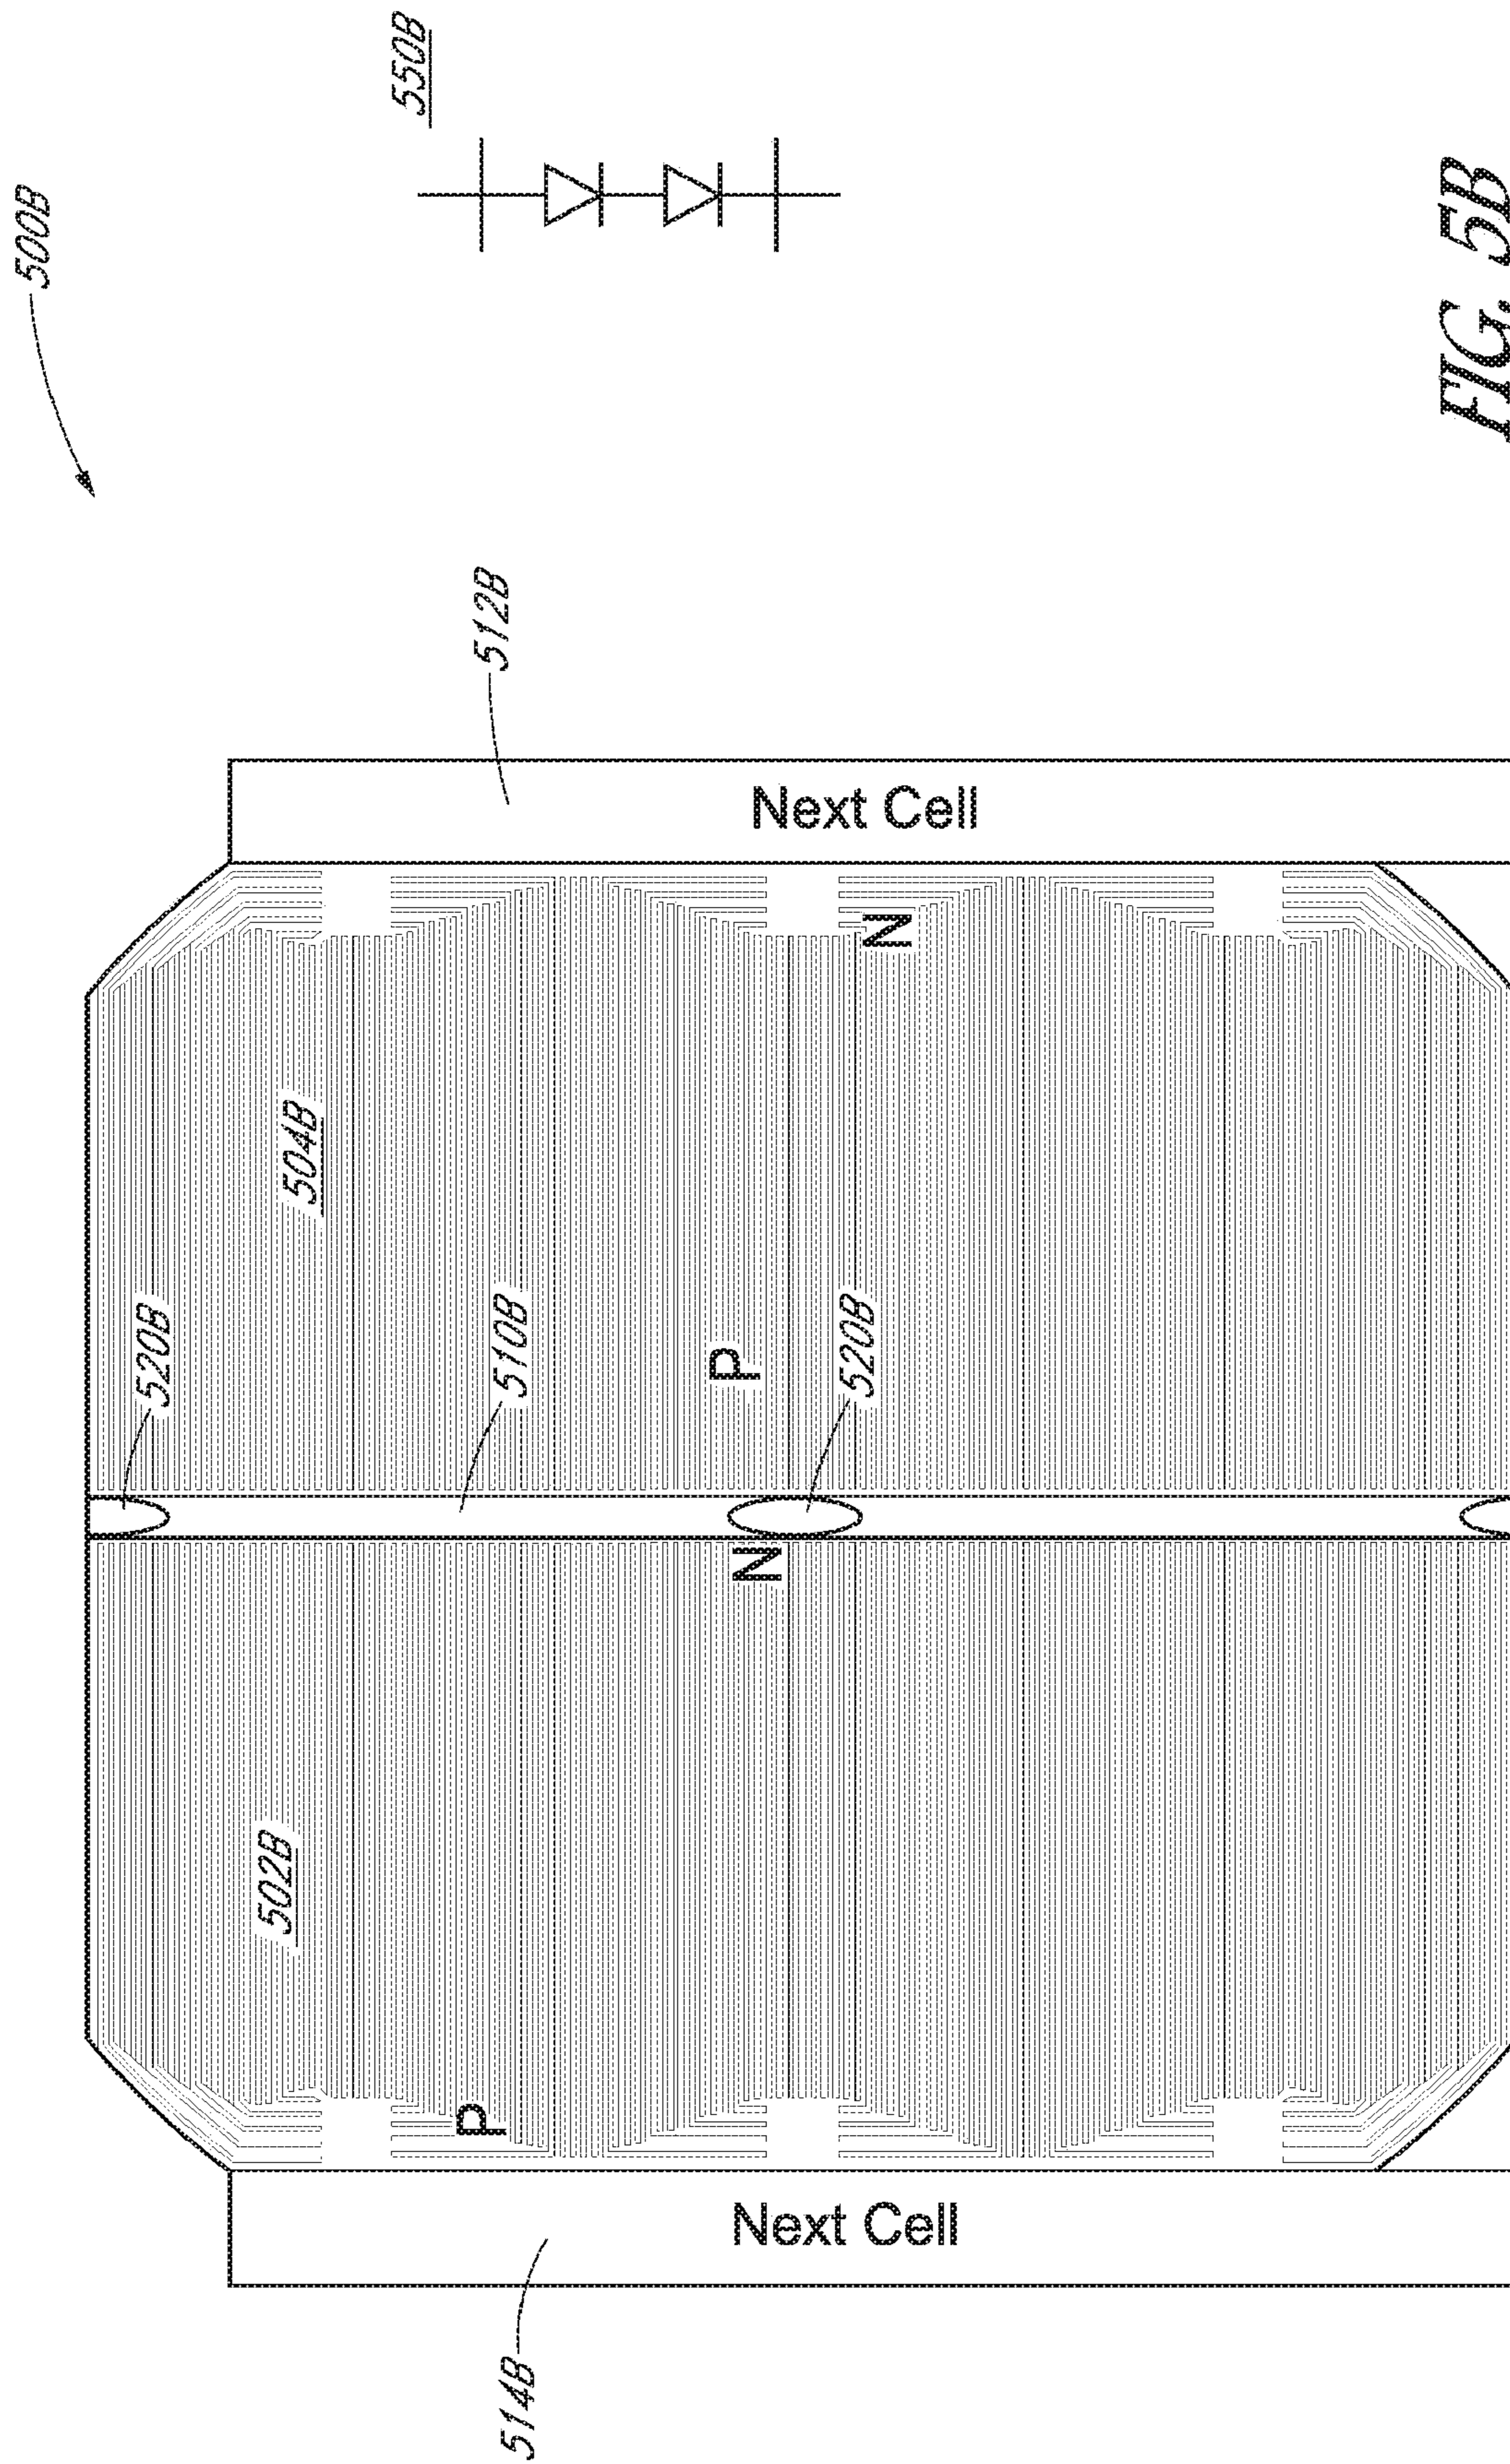 500B
550B
512B
Next Cell
N
504B
520B
510B
P
520B
N
502B
P
Next Cell
514B
FIG. 5B